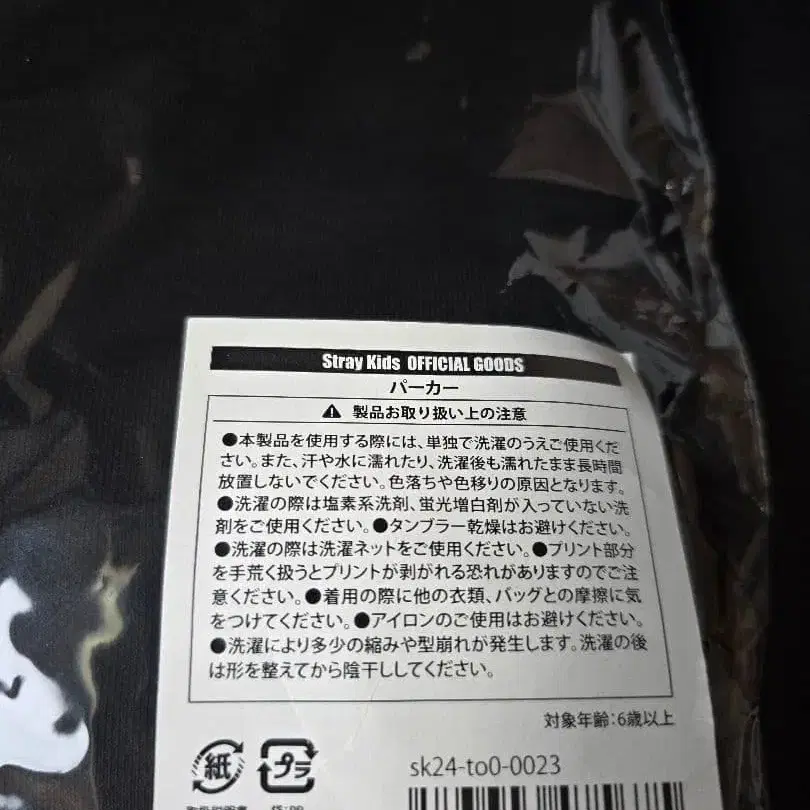 Stray Kids OFFICIAL GOODS
パーカー
⚠ 製品お取り扱い上の注意
●本製品を使用する際には、単独で洗濯のうえご使用くだ
さい。また、汗や水に濡れたり、洗濯後も濡れたまま長時間
放置しないでください。色落ちや色移りの原因となります。
●洗濯の際は塩素系洗剤、蛍光増白剤が入っていない洗
剤をご使用ください。●タンブラー乾燥はお避けください。
●洗濯の際は洗濯ネットをご使用ください。●プリント部分
を手荒く扱うとプリントが剥がれる恐れがありますのでご注
意ください。●着用の際に他の衣類、バッグとの摩擦に気
をつけてください。●アイロンのご使用はお避けください。
●洗濯により多少の縮みや型崩れが発生します。洗濯の後
は形を整えてから陰干ししてください。
対象年齢:6歳以上
紙
プラ
sk24-to0-0023